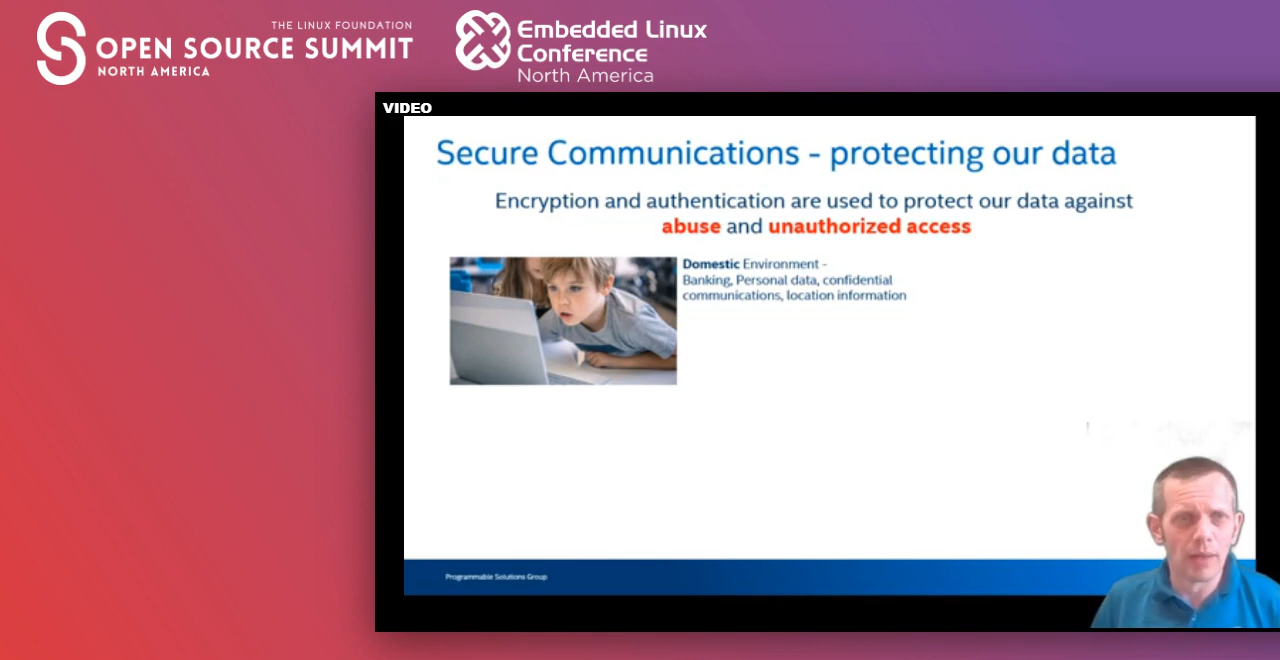 THE LINUX FOUNDATION
OPEN SOURCE SUMMIT
NORTH AMERICA
Embedded Linux
Conference
North America
VIDEO
Secure Communications - protecting our data
Encryption and authentication are used to protect our data against
abuse and unauthorized access
Domestic Environment -
Banking, Personal data, confidential
communications, location information
Programmable Solutions Group